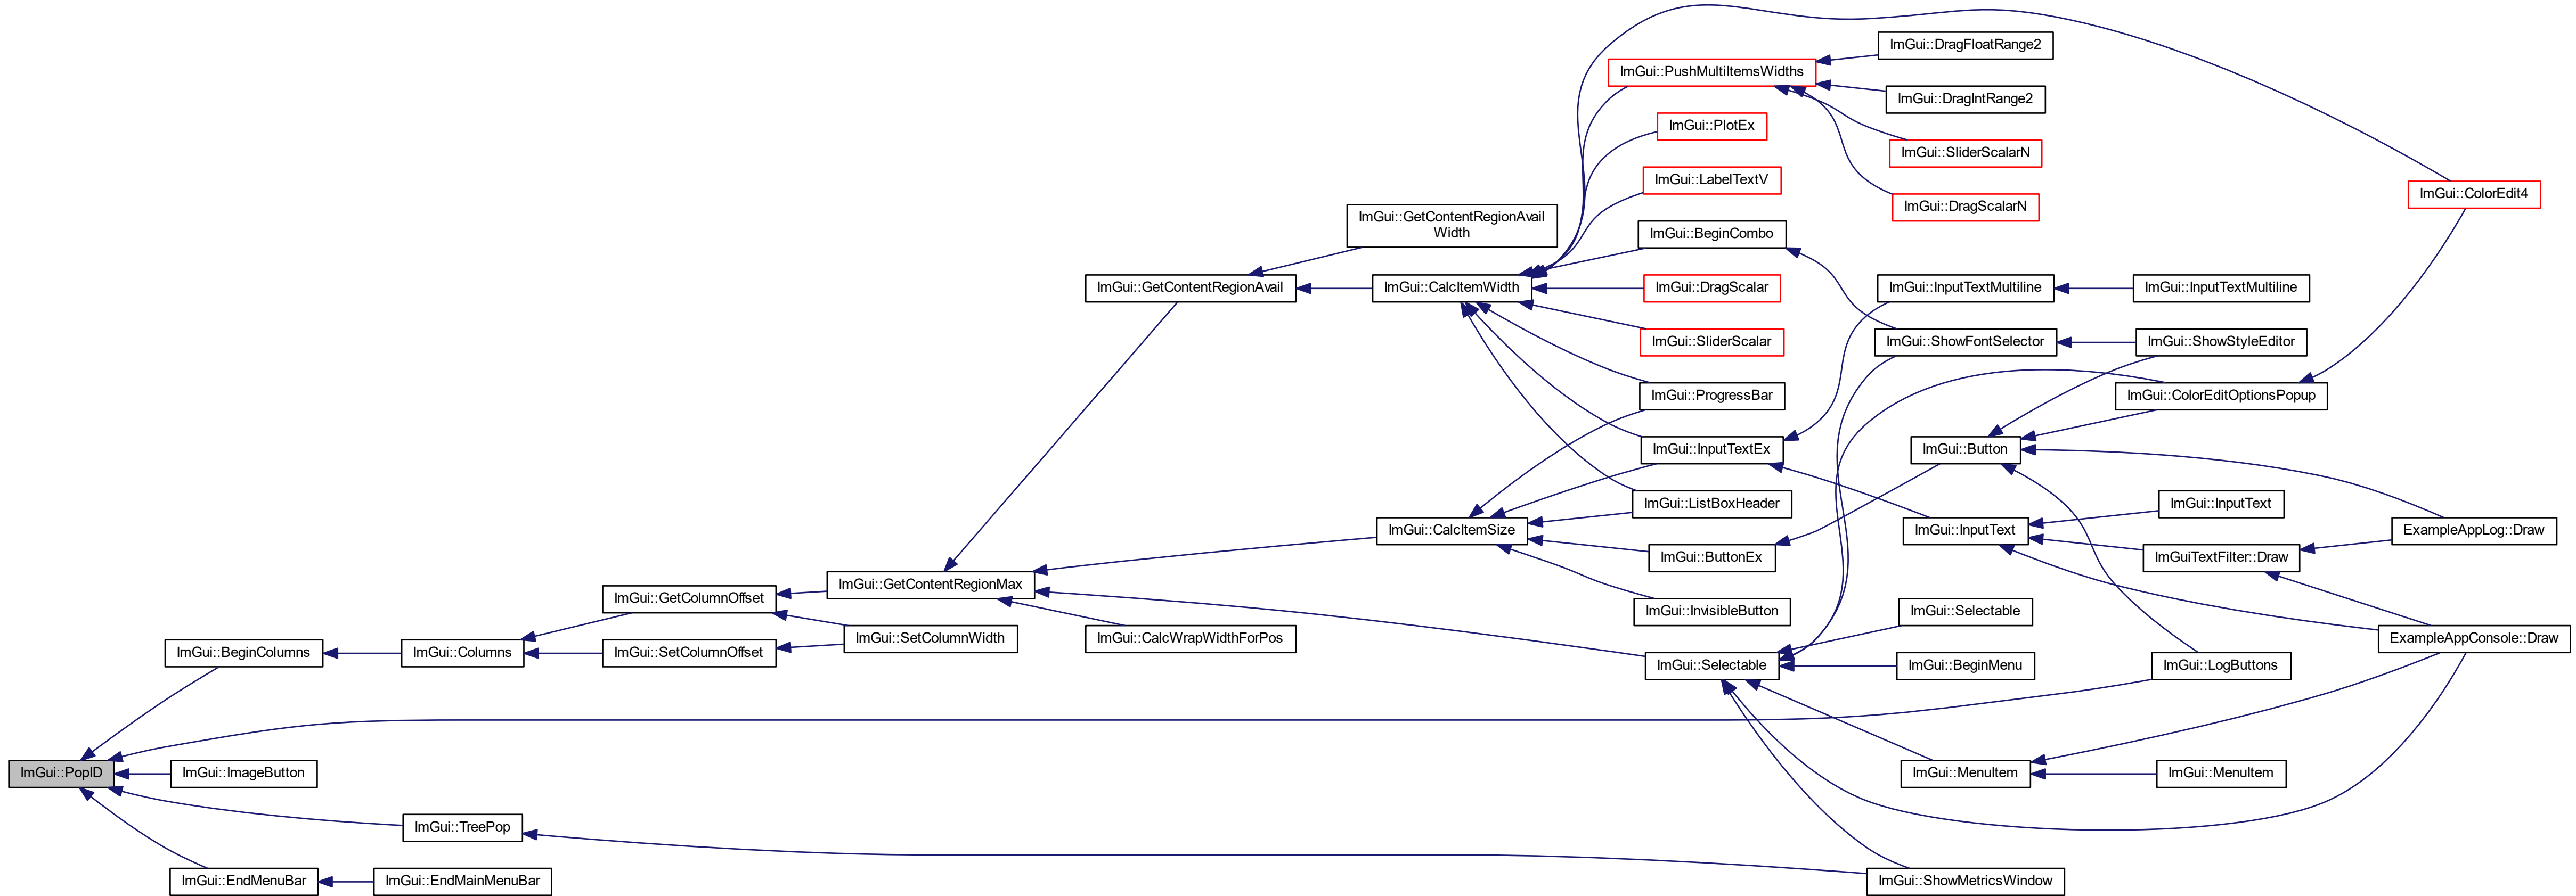 ImGui::DragFloatRange2
ImGui::PushMultiItemsWidths
ImGui::DragIntRange2
ImGui::PlotEx
ImGui::SliderScalarN
ImGui::LabelTextV
ImGui::ColorEdit4
ImGui::DragScalarN
ImGui::GetContentRegionAvail
Width
ImGui::BeginCombo
ImGui::GetContentRegionAvail
ImGui::CalcItemWidth
ImGui::DragScalar
ImGui::InputTextMultiline
ImGui::InputTextMultiline
ImGui::SliderScalar
ImGui::ShowFontSelector
ImGui::ShowStyleEditor
ImGui::ProgressBar
ImGui::ColorEditOptionsPopup
ImGui::InputTextEx
ImGui::Button
ImGui::ListBoxHeader
ImGui::InputText
ImGui::CalcItemSize
ImGui::InputText
ExampleAppLog::Draw
ImGui::ButtonEx
ImGuiTextFilter::Draw
ImGui::GetContentRegionMax
ImGui::GetColumnOffset
ImGui::InvisibleButton
ImGui::Selectable
ImGui::SetColumnWidth
ImGui::CalcWrapWidthForPos
ExampleAppConsole::Draw
ImGui::BeginColumns
ImGui::Columns
ImGui::SetColumnOffset
ImGui::Selectable
ImGui::BeginMenu
ImGui::LogButtons
ImGui::PopID
ImGui::ImageButton
ImGui::MenuItem
ImGui::MenuItem
ImGui::TreePop
ImGui::EndMenuBar
ImGui::EndMainMenuBar
ImGui::ShowMetricsWindow